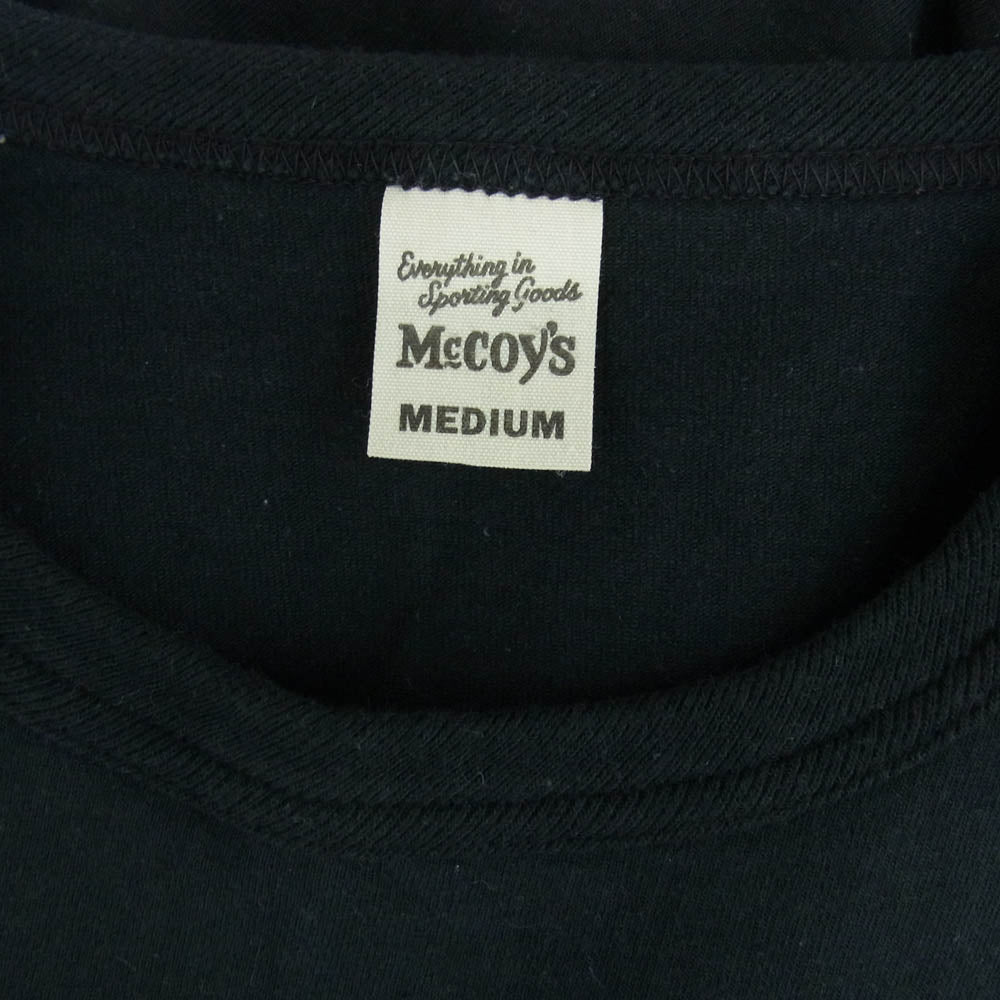 Everything in
Sporting Goods
McCOY'S
MEDIUM